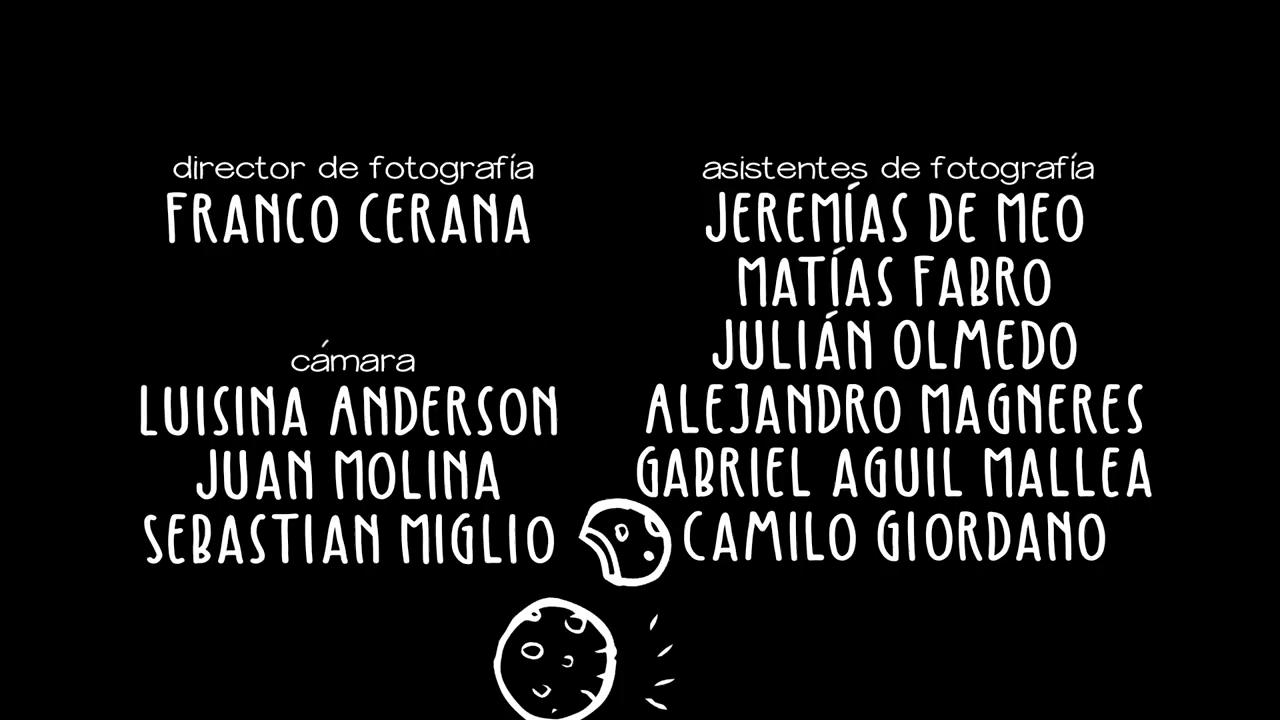 director de fotografía
FRANCO CERANA
cámara
LUISINA ANDERSON
JUAN MOLINA
SEBASTIAN MIGLIO
asistentes de fotografía
JEREMÍAS DE MEO
MATÍAS FABRO
JULIÁN OLMEDO
ALEJANDRO MAGNERES
GABRIEL AGUIL MALLEA
CAMILO GIORDANO